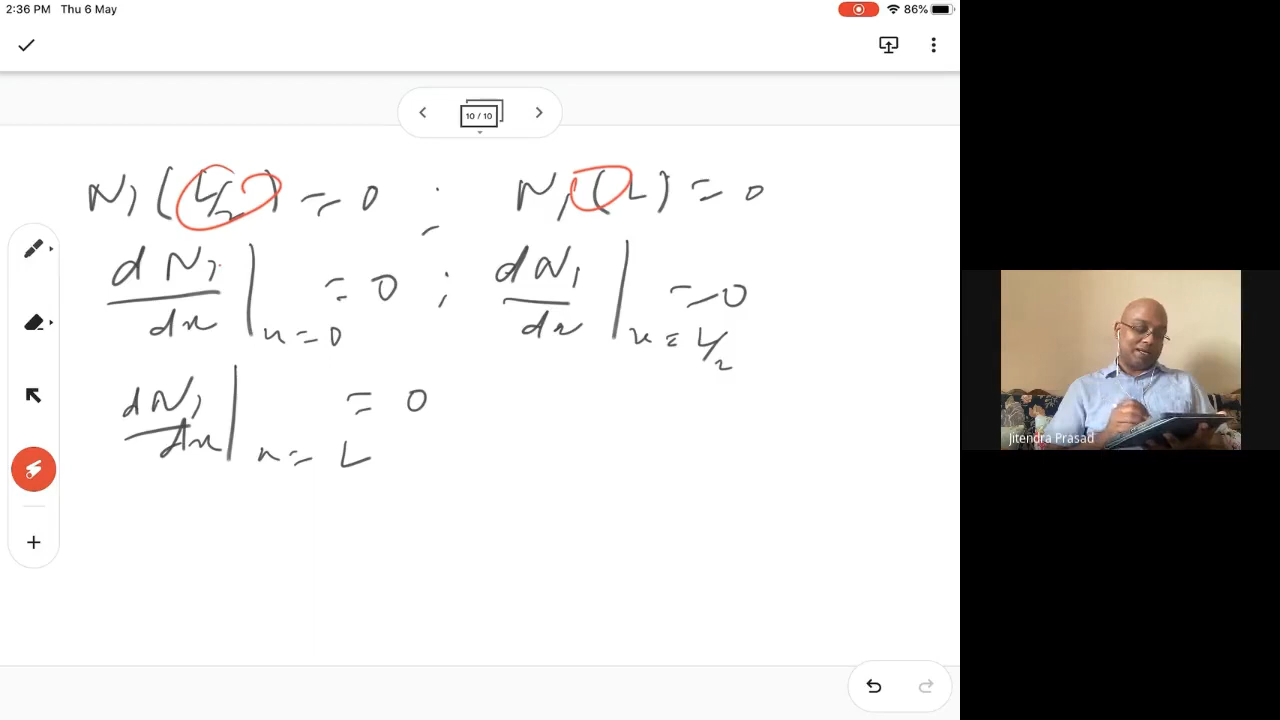 2:36 PM Thu 6 May 86%
10 / 10
N₁(L/2) = 0 ; N₁(L) = 0
dN₁/dx |x=0 = 0 ; dN₁/dx |x=L/2 = 0
dN₁/dx |x=L = 0
Jitendra Prasad